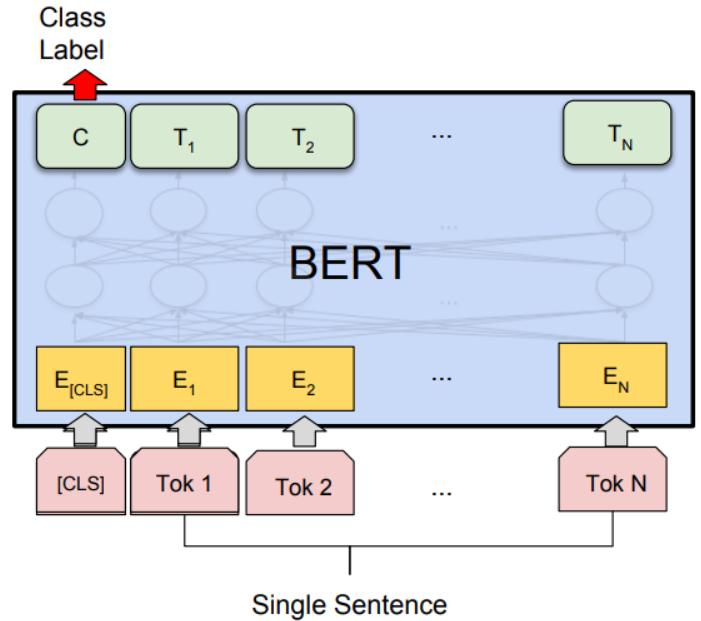 Class
Label
C T1 T2 ... TN
...
BERT
...
E[CLS] E1 E2 ... EN
[CLS] Tok 1 Tok 2 ... Tok N
Single Sentence